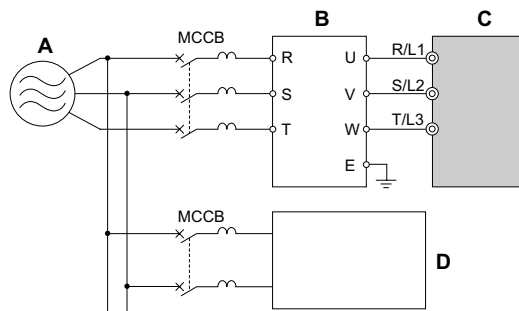 A
MCCB
B
C
R U R/L1
S V S/L2
T W T/L3
E
MCCB
D